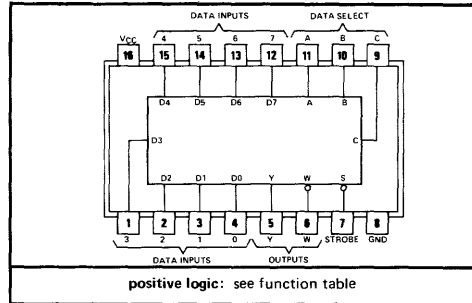 DATA INPUTS DATA SELECT
VCC 4 5 6 7 A B C
16 15 14 13 12 11 10 9
D4 D5 D6 D7 A B
D3 C
D2 D1 D0 Y W S
1 2 3 4 5 6 7 8
3 2 1 0 Y W STROBE GND
DATA INPUTS OUTPUTS
positive logic: see function table